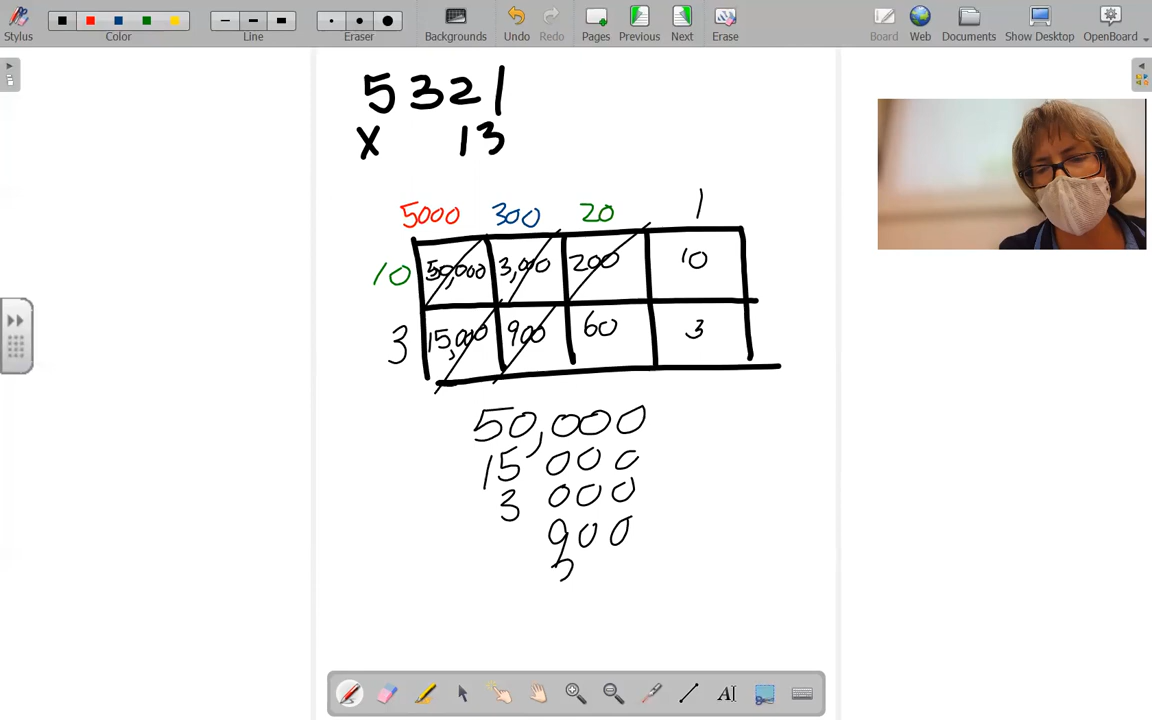 Stylus
Color
Line
Eraser
Backgrounds
Undo
Redo
Pages
Previous
Next
Erase
Board
Web
Documents
Show Desktop
OpenBoard
5321
x 13
5000 300 20 1
10 50,000 3,000 200 10
3 15,000 900 60 3
50,000
15 000
3 000
900